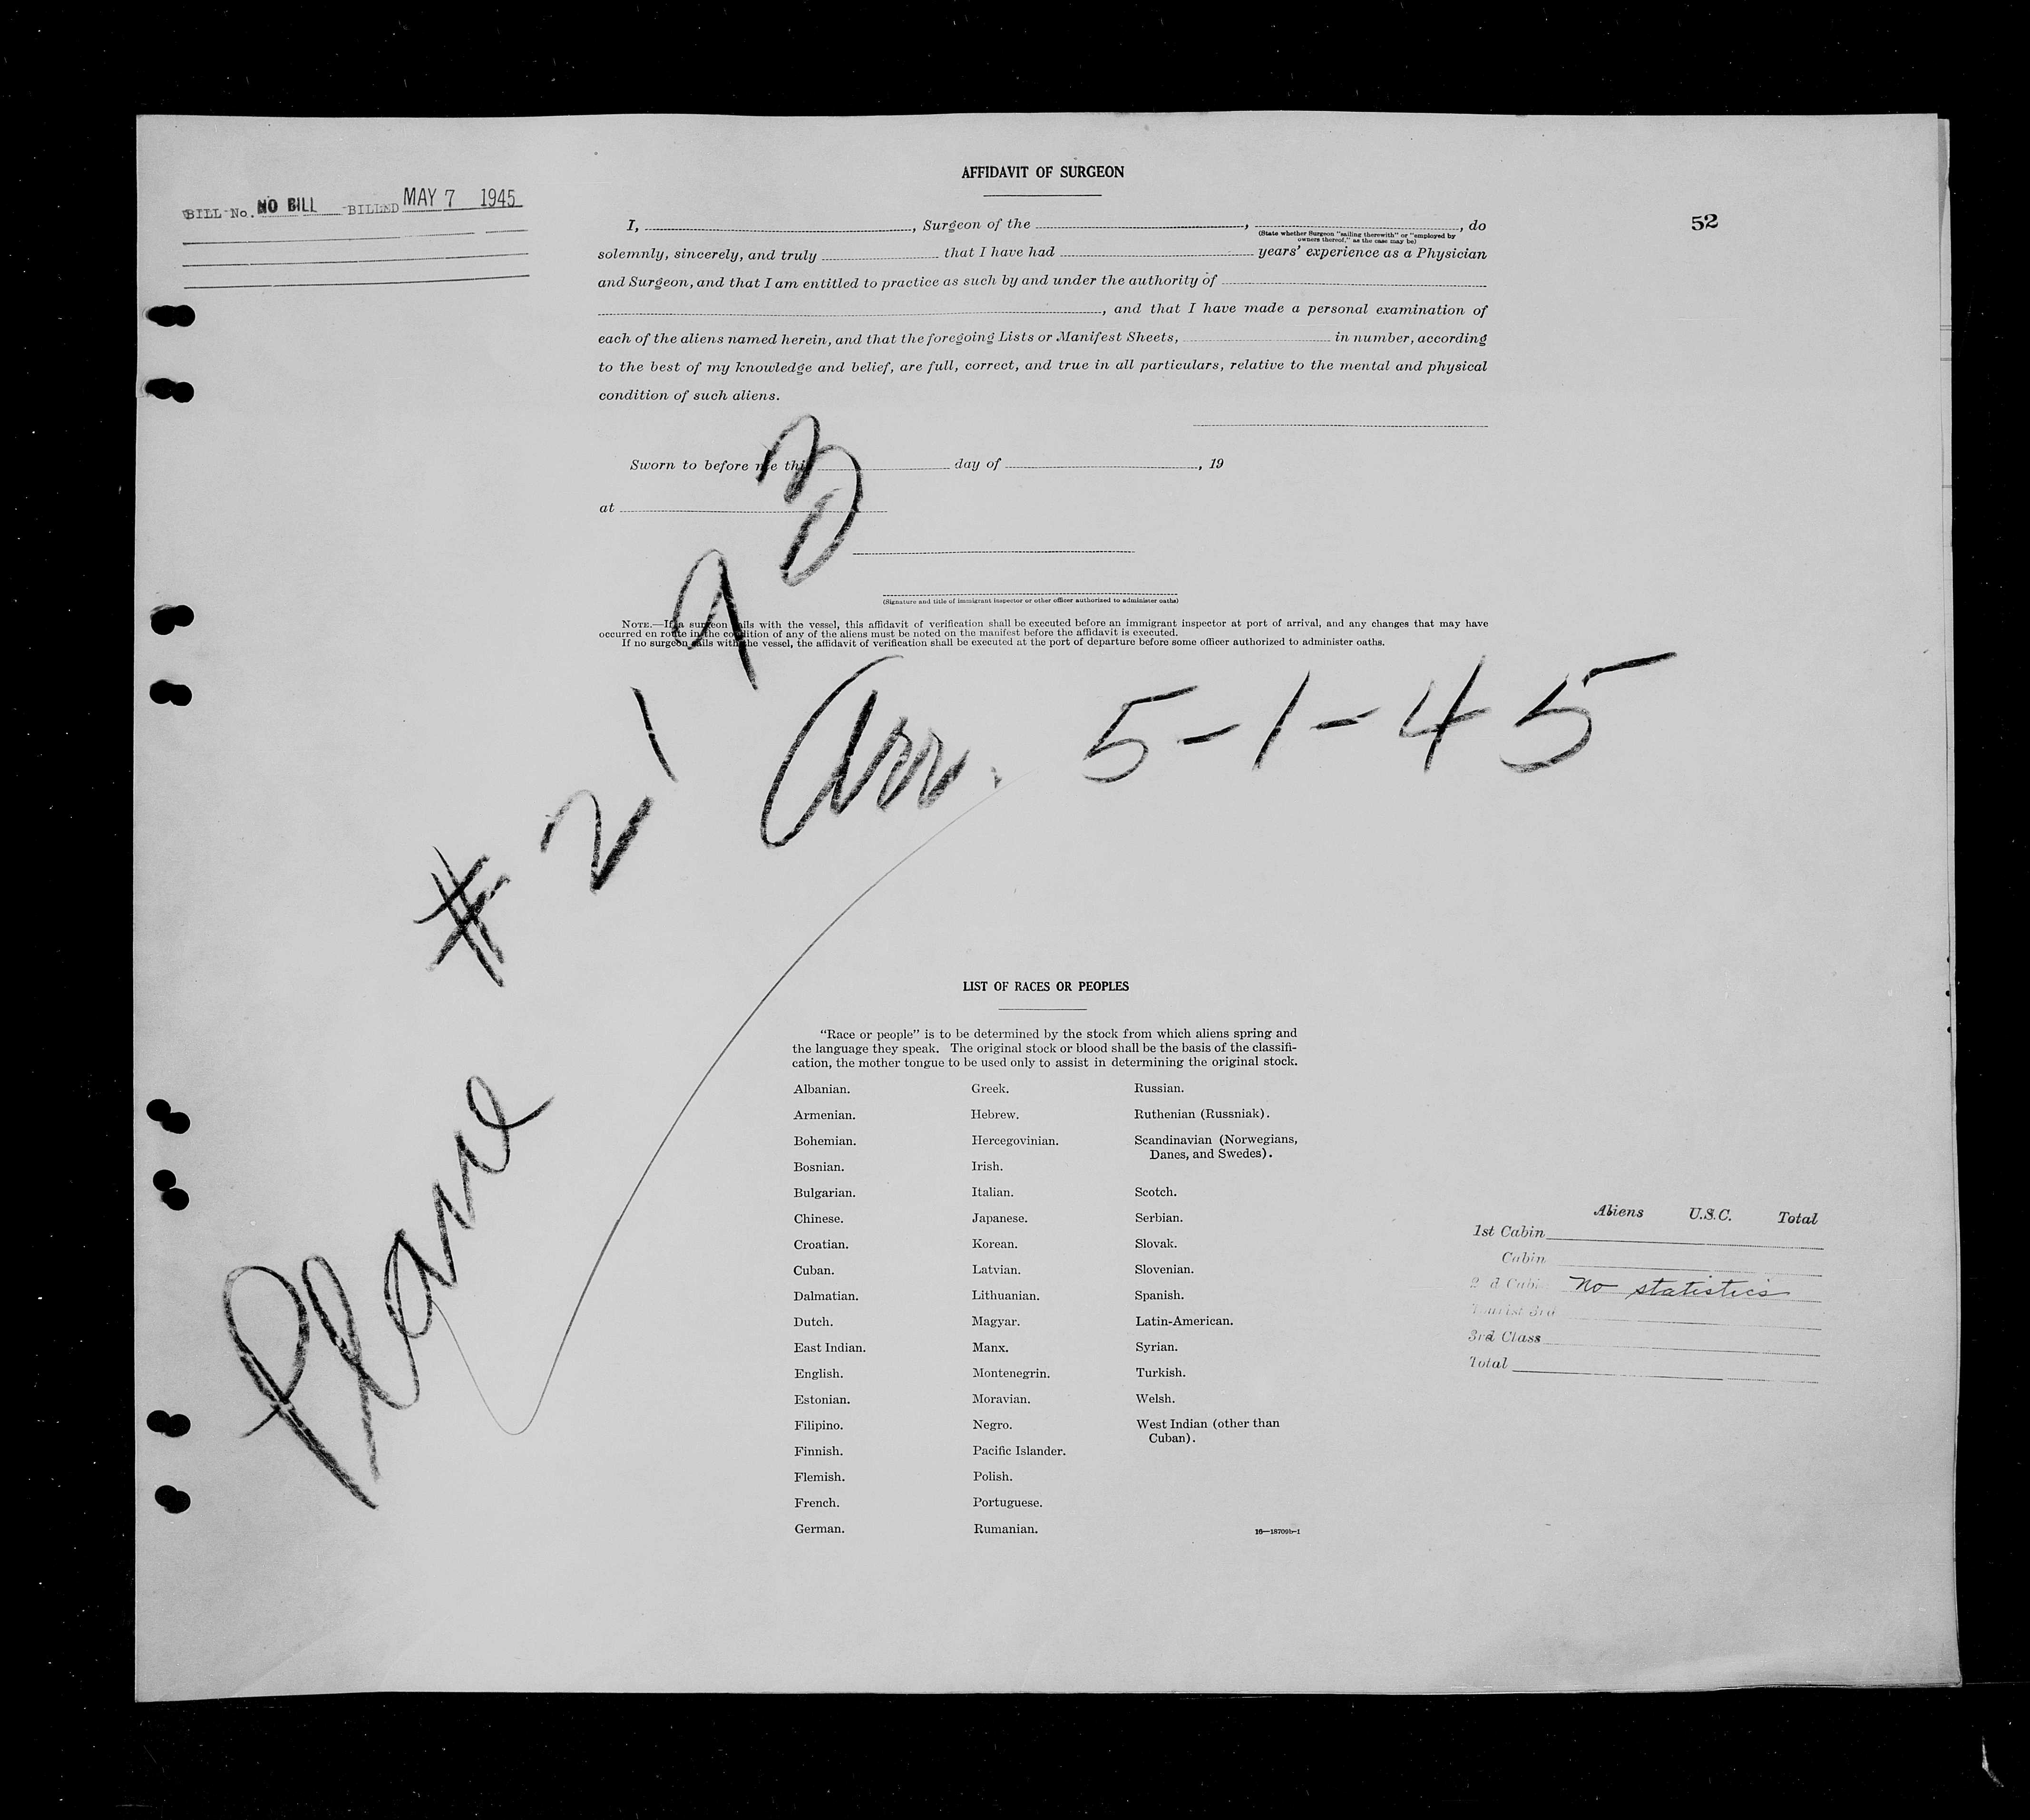 AFFIDAVIT OF SURGEON
BILL No. NO BILL BILLED MAY 7 1945
52
I, , Surgeon of the , , do
(State whether Surgeon "sailing therewith" or "employed by
owners thereof," as the case may be)
solemnly, sincerely, and truly that I have had years' experience as a Physician
and Surgeon, and that I am entitled to practice as such by and under the authority of
, and that I have made a personal examination of
each of the aliens named herein, and that the foregoing Lists or Manifest Sheets, in number, according
to the best of my knowledge and belief, are full, correct, and true in all particulars, relative to the mental and physical
condition of such aliens.
Sworn to before me this day of , 19
at
(Signature and title of immigrant inspector or other officer authorized to administer oaths)
NOTE.—If a surgeon sails with the vessel, this affidavit of verification shall be executed before an immigrant inspector at port of arrival, and any changes that may have
occurred en route in the condition of any of the aliens must be noted on the manifest before the affidavit is executed.
If no surgeon sails with the vessel, the affidavit of verification shall be executed at the port of departure before some officer authorized to administer oaths.
Plane # 2193
Arr. 5-1-45
LIST OF RACES OR PEOPLES
"Race or people" is to be determined by the stock from which aliens spring and
the language they speak. The original stock or blood shall be the basis of the classifi-
cation, the mother tongue to be used only to assist in determining the original stock.
Albanian.
Armenian.
Bohemian.
Bosnian.
Bulgarian.
Chinese.
Croatian.
Cuban.
Dalmatian.
Dutch.
East Indian.
English.
Estonian.
Filipino.
Finnish.
Flemish.
French.
German.
Greek.
Hebrew.
Hercegovinian.
Irish.
Italian.
Japanese.
Korean.
Latvian.
Lithuanian.
Magyar.
Manx.
Montenegrin.
Moravian.
Negro.
Pacific Islander.
Polish.
Portuguese.
Rumanian.
Russian.
Ruthenian (Russniak).
Scandinavian (Norwegians,
Danes, and Swedes).
Scotch.
Serbian.
Slovak.
Slovenian.
Spanish.
Latin-American.
Syrian.
Turkish.
Welsh.
West Indian (other than
Cuban).
16—18709b-1
Aliens U.S.C. Total
1st Cabin
Cabin
2nd Cabin No statistics
Tourist 3rd
3rd Class
Total